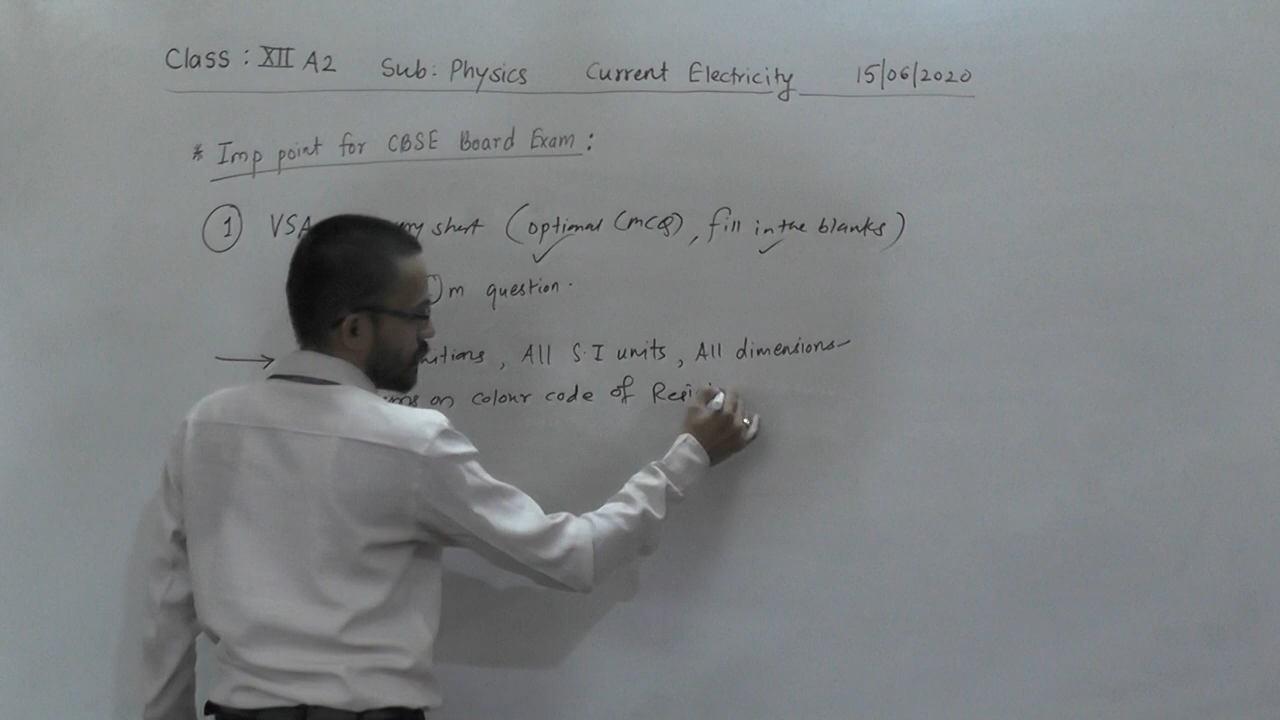 Class : XII A2 Sub: Physics Current Electricity 15/06/2020
* Imp point for CBSE Board Exam :
1 VSA short (optional (MCQ), fill in the blanks)
m question.
→ , All S.I units, All dimensions
on colour code of